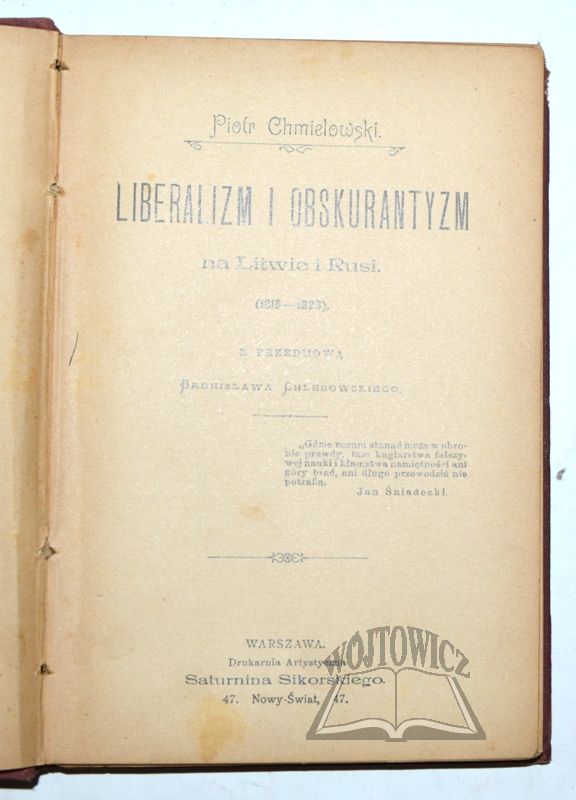 Piotr Chmielowski.
LIBERALIZM I OBSKURANTYZM
na Litwie i Rusi.
(1815—1823).
Z PRZEDMOWĄ
BRONISŁAWA CHLEBOWSKIEGO.
„Gdzie rozum stanąć może w obro-
nie prawdy, tam kuglarstwa fałszy-
wej nauki i kłamstwa namiętności ani
góry brać, ani długo przewodzić nie
potrafią.
Jan Śniadecki.
WARSZAWA.
Drukarnia Artystyczna
Saturnina Sikorskiego.
47. Nowy-Świat, 47.
WÓJTOWICZ